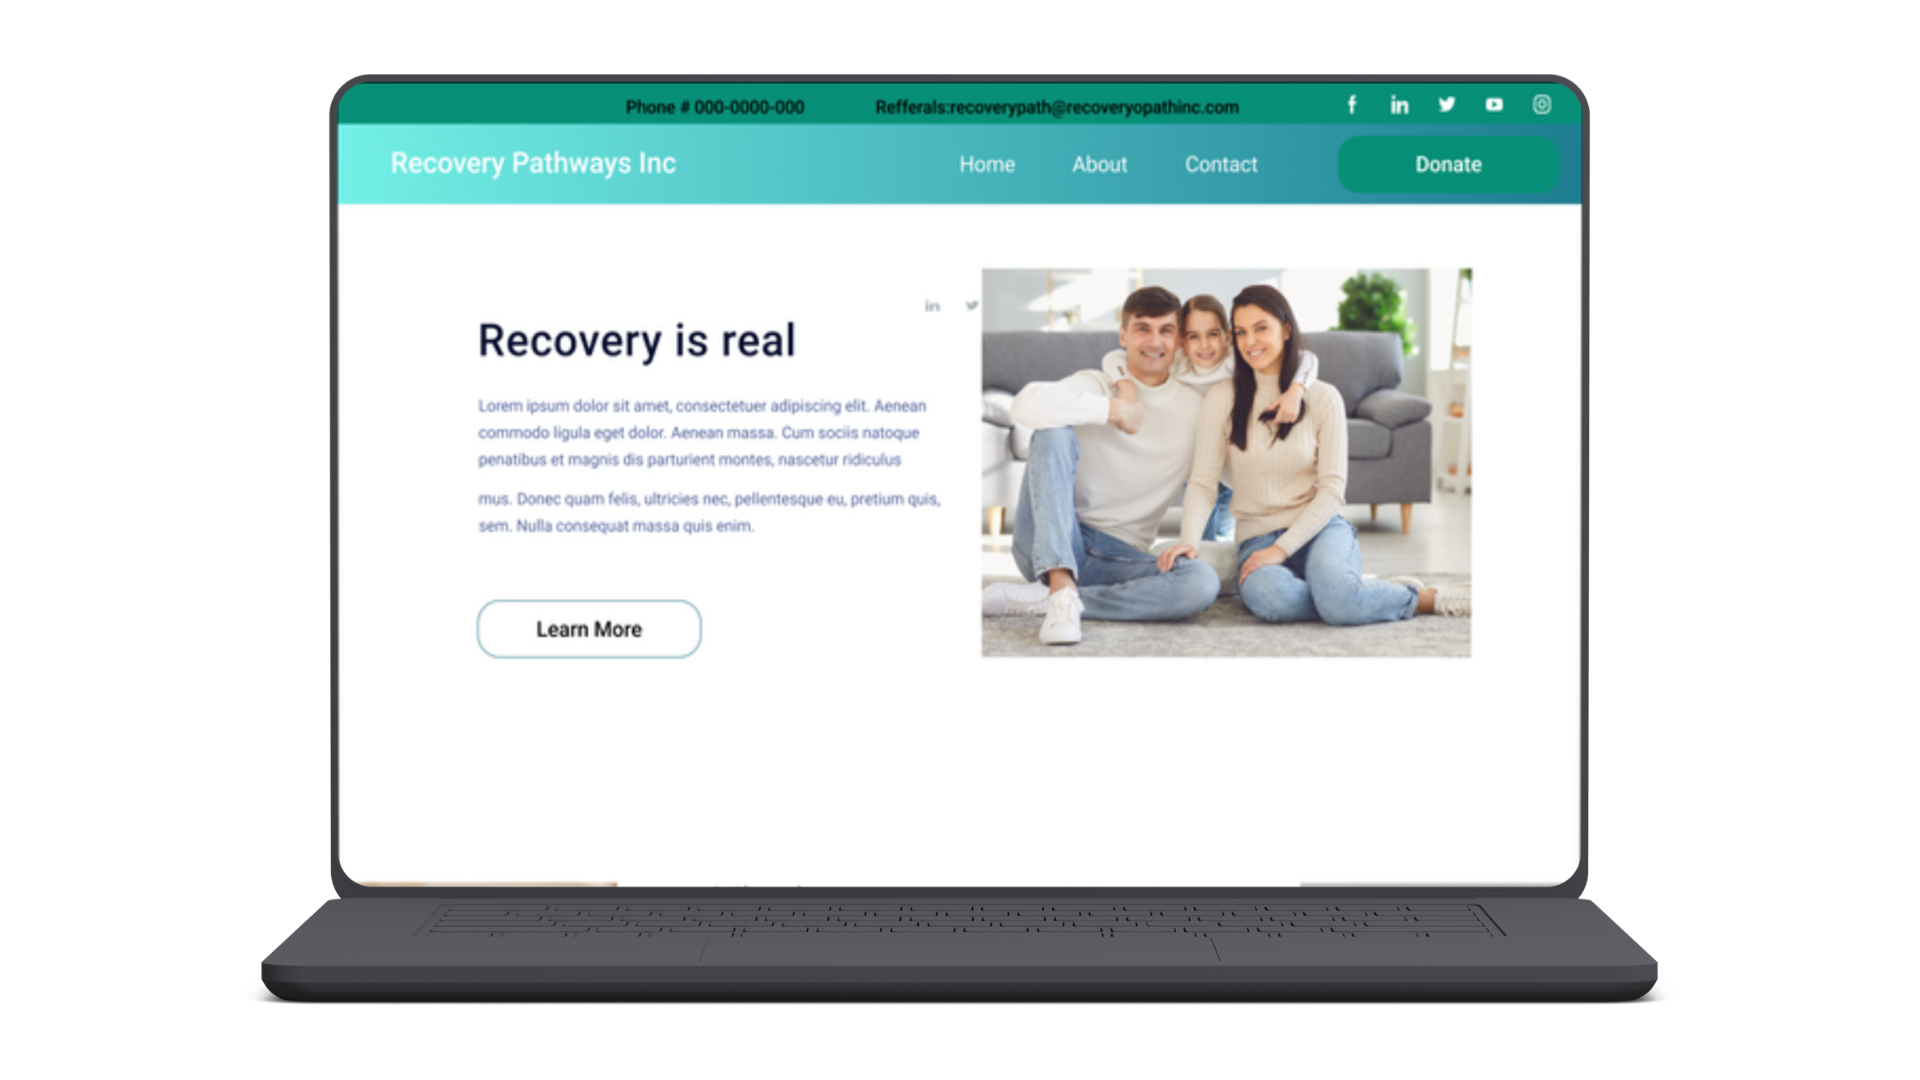 Phone # 000-0000-000 Refferals:recoverypath@recoveryopathinc.com
Recovery Pathways Inc Home About Contact Donate
Recovery is real
Lorem ipsum dolor sit amet, consectetuer adipiscing elit. Aenean
commodo ligula eget dolor. Aenean massa. Cum sociis natoque
penatibus et magnis dis parturient montes, nascetur ridiculus
mus. Donec quam felis, ultricies nec, pellentesque eu, pretium quis,
sem. Nulla consequat massa quis enim.
Learn More